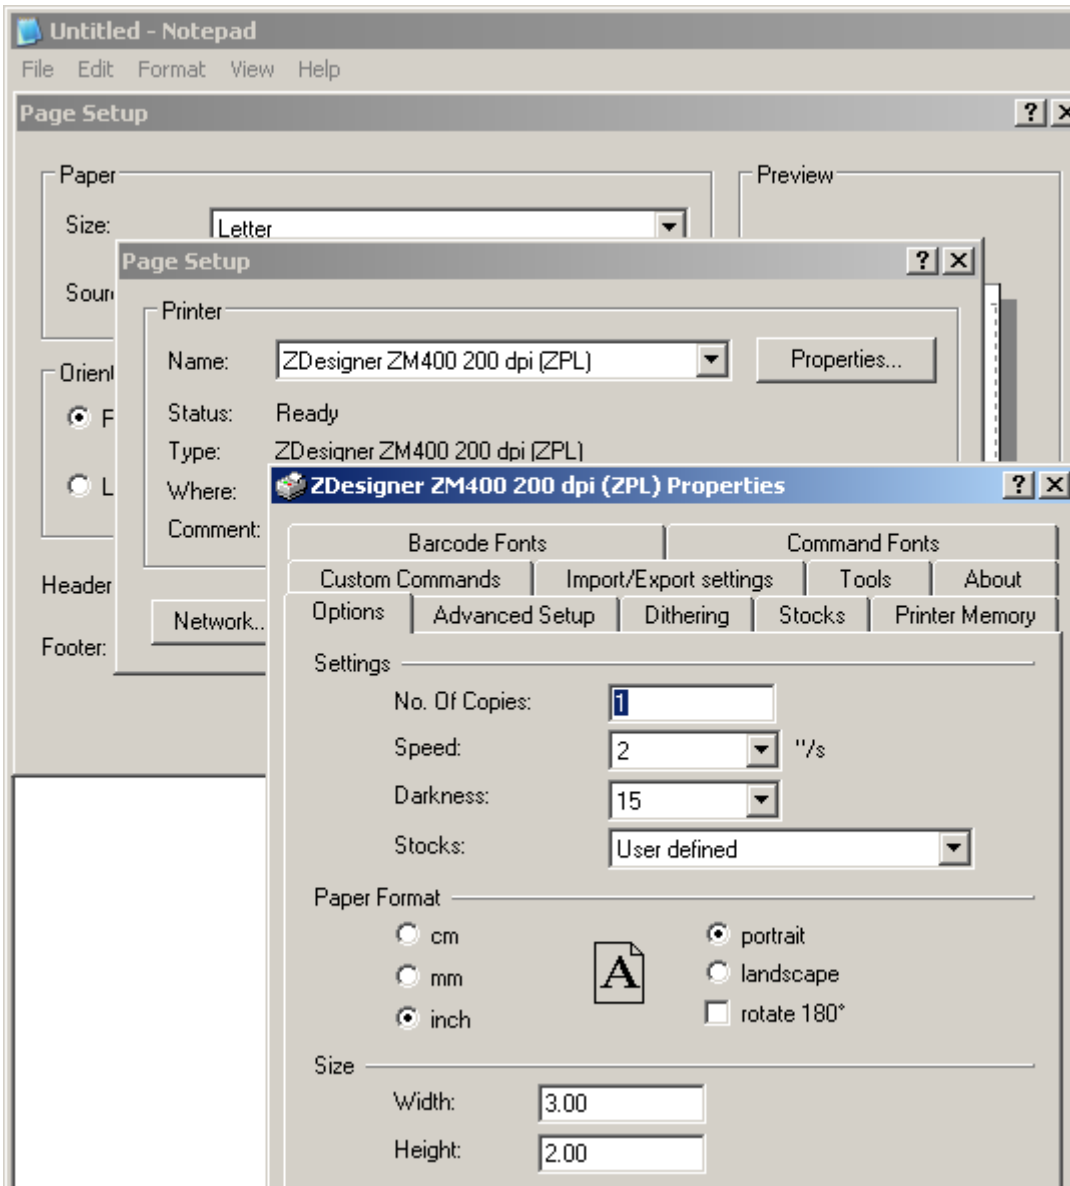 Untitled - Notepad
File Edit Format View Help
Page Setup
Paper
Preview
Size:
Letter
Page Setup
Printer
Name:
ZDesigner ZM400 200 dpi (ZPL)
Properties...
Status:
Ready
Type:
ZDesigner ZM400 200 dpi (ZPL)
Where:
Comment:
Network..
Header
Footer:
ZDesigner ZM400 200 dpi (ZPL) Properties
Barcode Fonts
Command Fonts
Custom Commands
Import/Export settings
Tools
About
Options
Advanced Setup
Dithering
Stocks
Printer Memory
Settings
No. Of Copies:
1
Speed:
2
"/s
Darkness:
15
Stocks:
User defined
Paper Format
cm
portrait
A
mm
landscape
inch
rotate 180°
Size
Width:
3.00
Height:
2.00